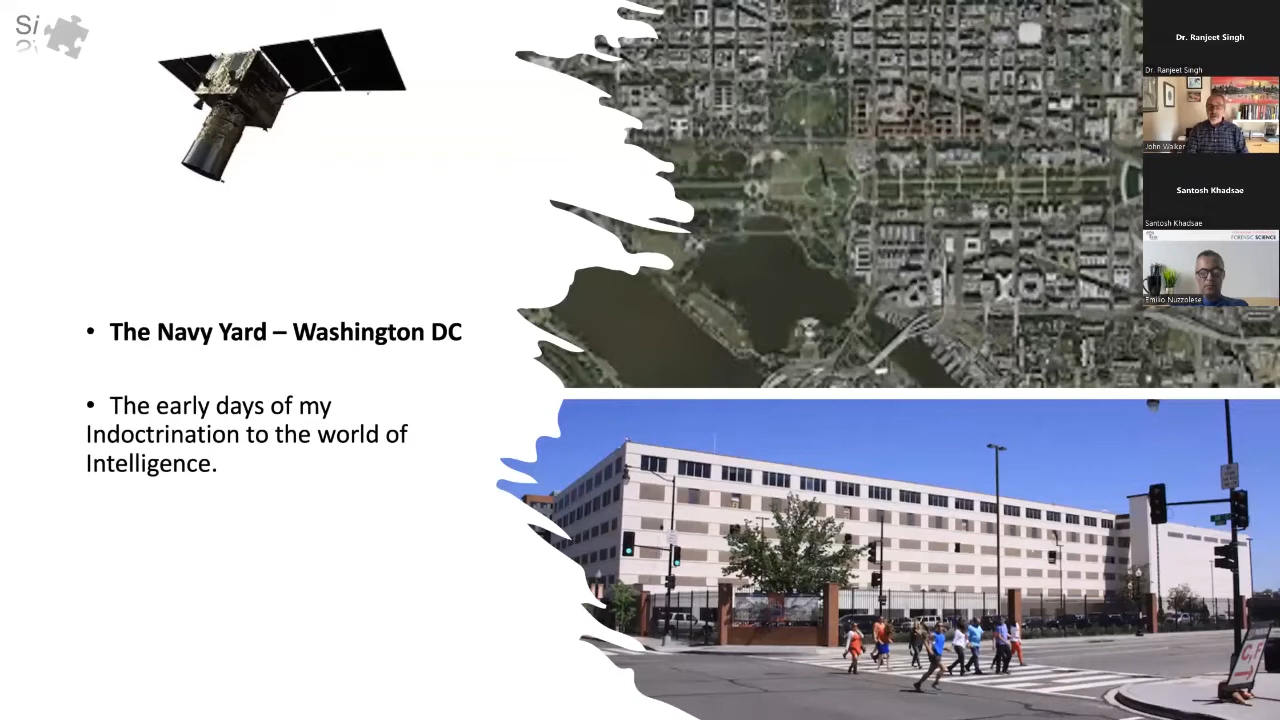 Si
• The Navy Yard – Washington DC
• The early days of my
Indoctrination to the world of
Intelligence.
Dr. Ranjeet Singh
Dr. Ranjeet Singh
John Walker
Santosh Khadsae
Santosh Khadsae
FORENSIC SCIENCE
Emilio Nuzzolese